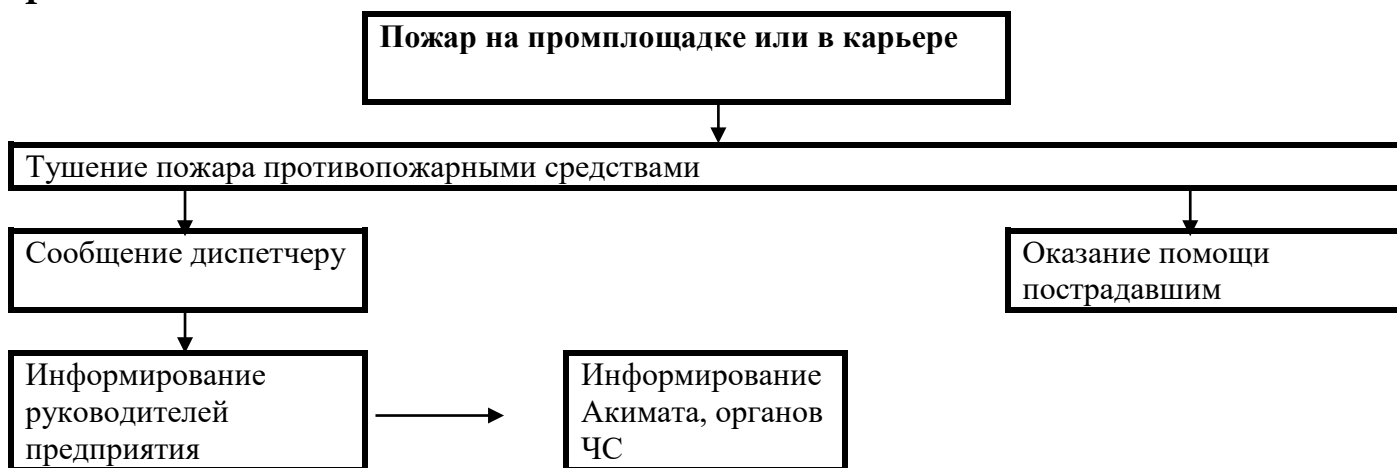 Пожар на промплощадке или в карьере
Тушение пожара противопожарными средствами
Сообщение диспетчеру
Оказание помощи
пострадавшим
Информирование
руководителей
предприятия
Информирование
Акимата, органов
ЧС